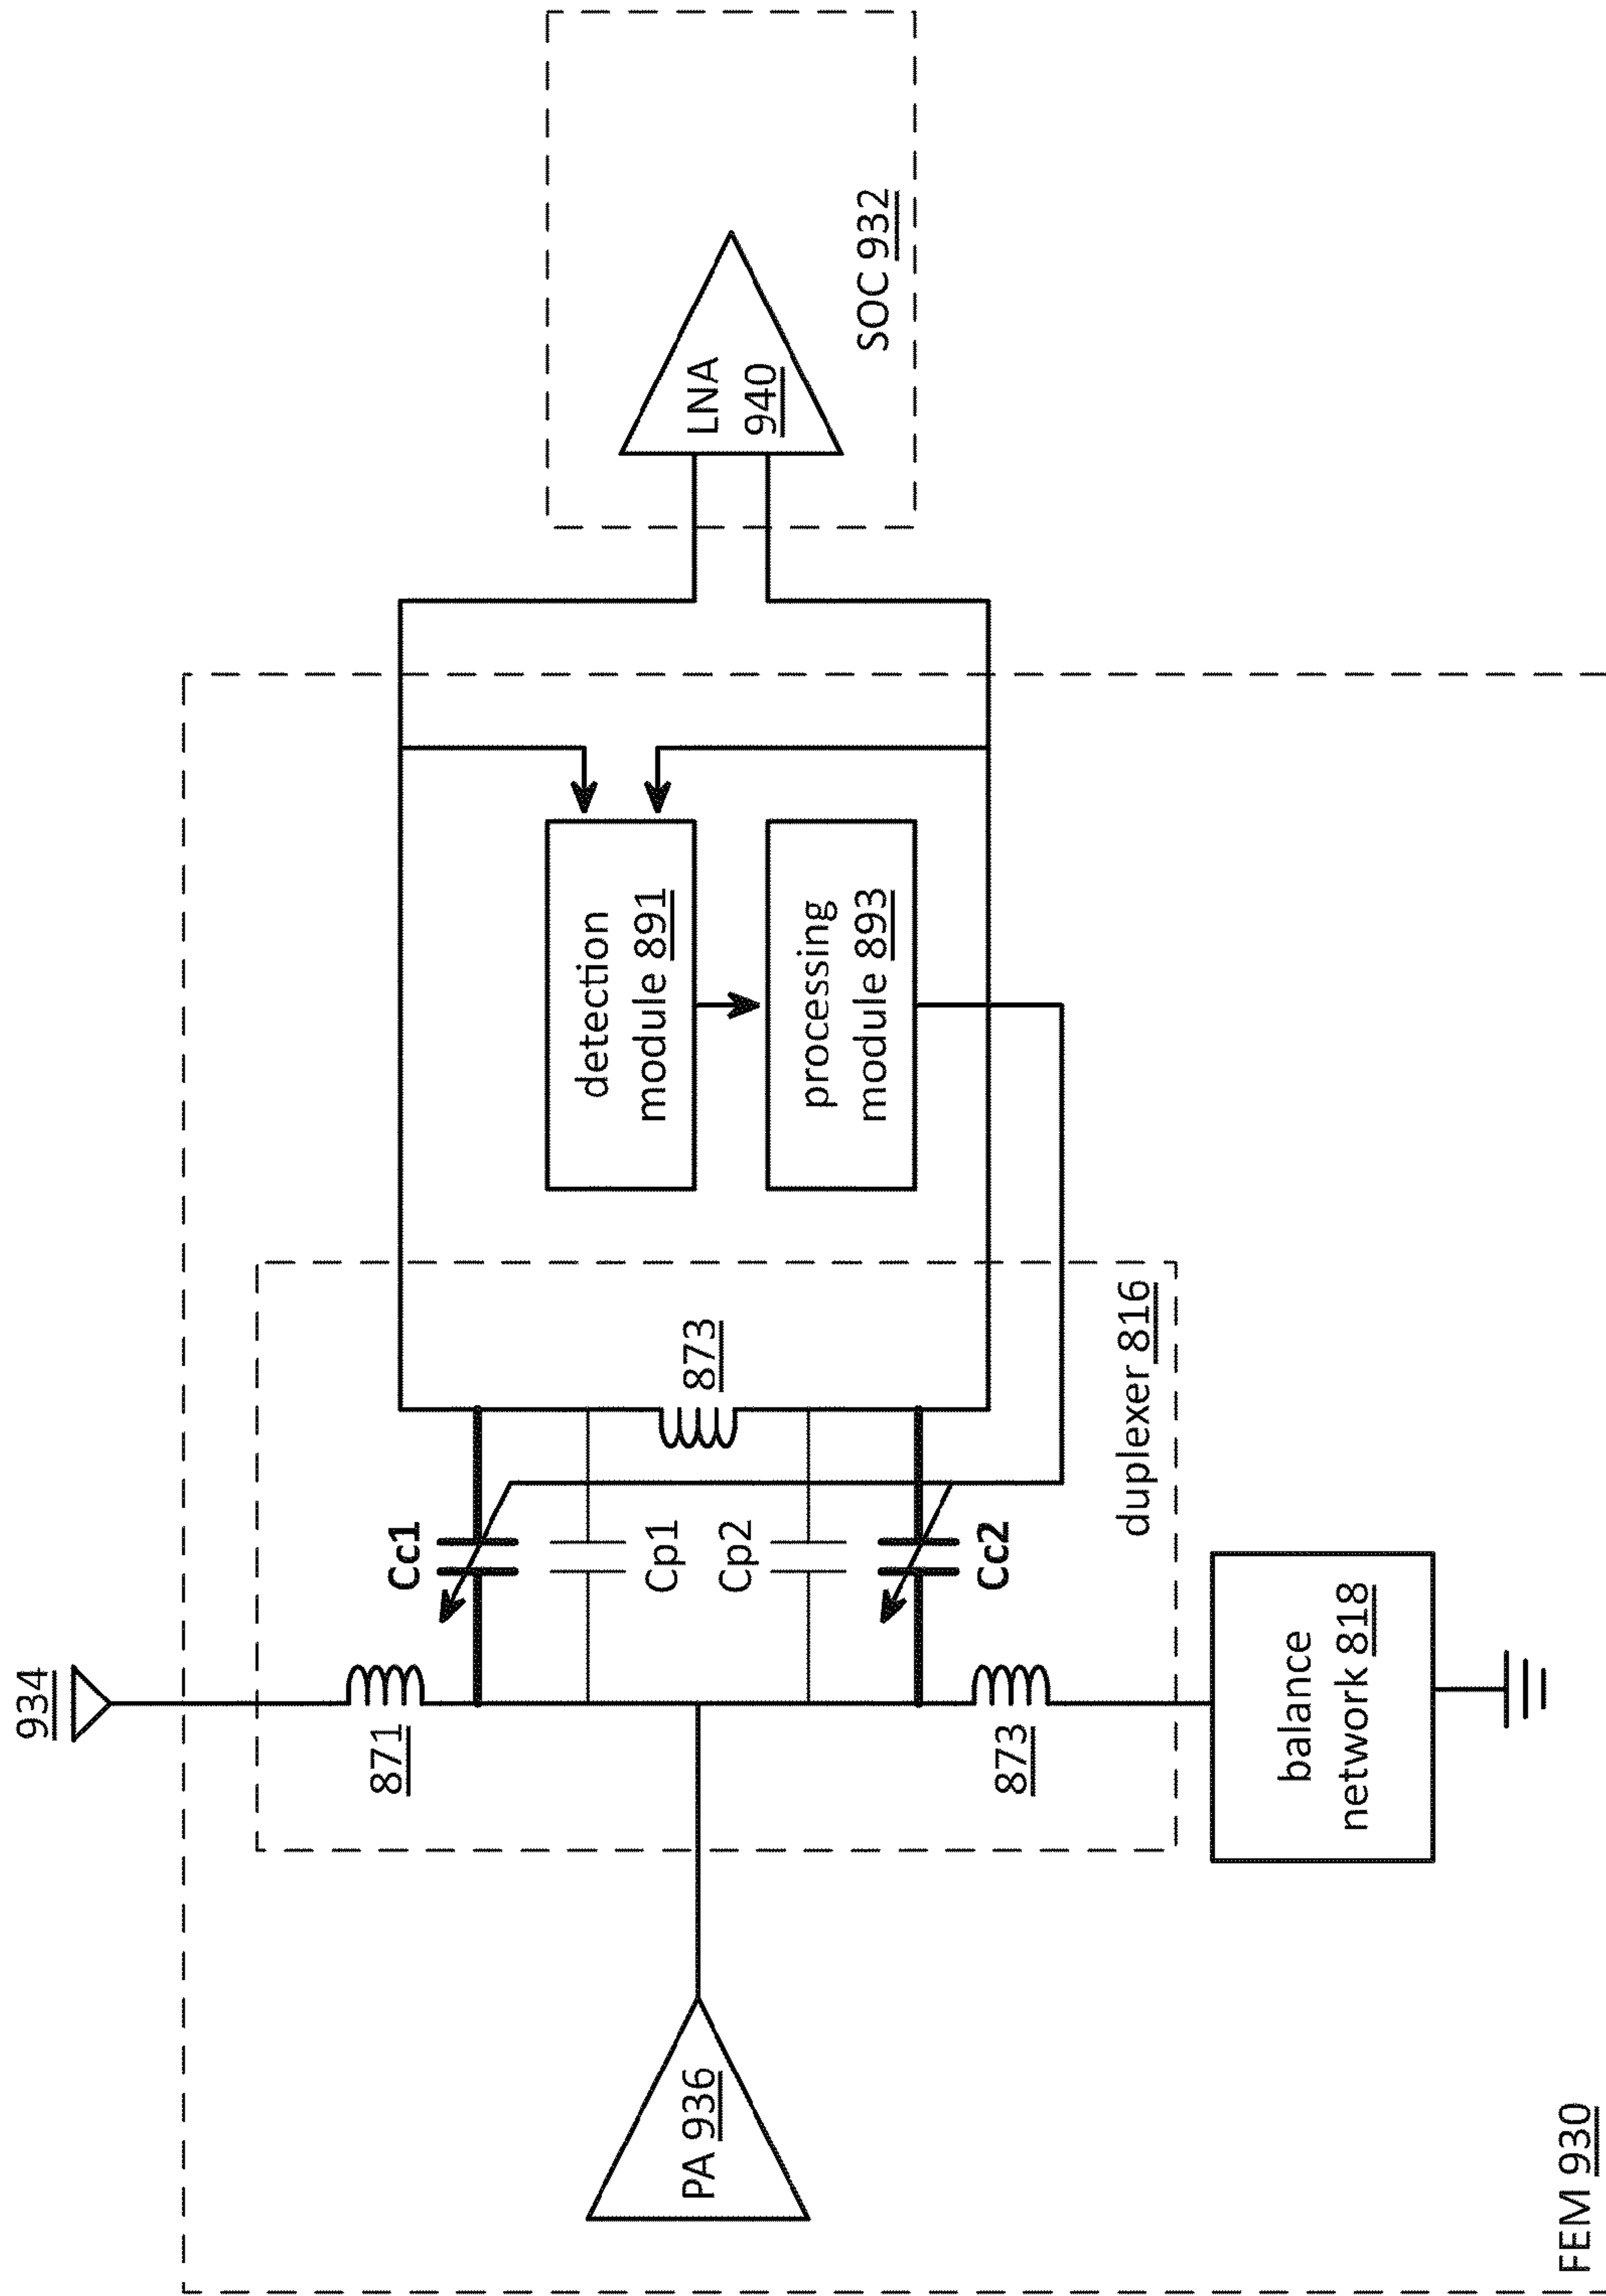 934
871
Cc1
Cp1
Cp2
Cc2
873
873
duplexer 816
balance
network 818
PA 936
FEM 930
detection
module 891
processing
module 893
LNA
940
SOC 932